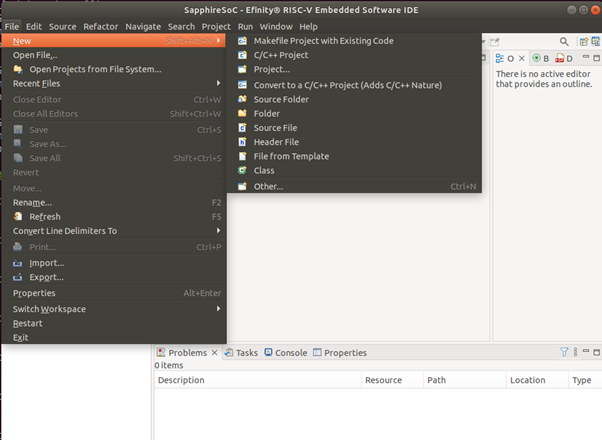 SapphireSoC - Efinity® RISC-V Embedded Software IDE
File Edit Source Refactor Navigate Search Project Run Window Help
New
Open File...
Open Projects from File System...
Recent Files
Close Editor Ctrl+W
Close All Editors Shift+Ctrl+W
Save Ctrl+S
Save As...
Save All Shift+Ctrl+S
Revert
Move...
Rename... F2
Refresh F5
Convert Line Delimiters To
Print... Ctrl+P
Import...
Export...
Properties Alt+Enter
Switch Workspace
Restart
Exit
Makefile Project with Existing Code
C/C++ Project
Project...
Convert to a C/C++ Project (Adds C/C++ Nature)
Source Folder
Folder
Source File
Header File
File from Template
Class
Other... Ctrl+N
O B D
There is no active editor
that provides an outline.
Problems Tasks Console Properties
0 items
Description Resource Path Location Type